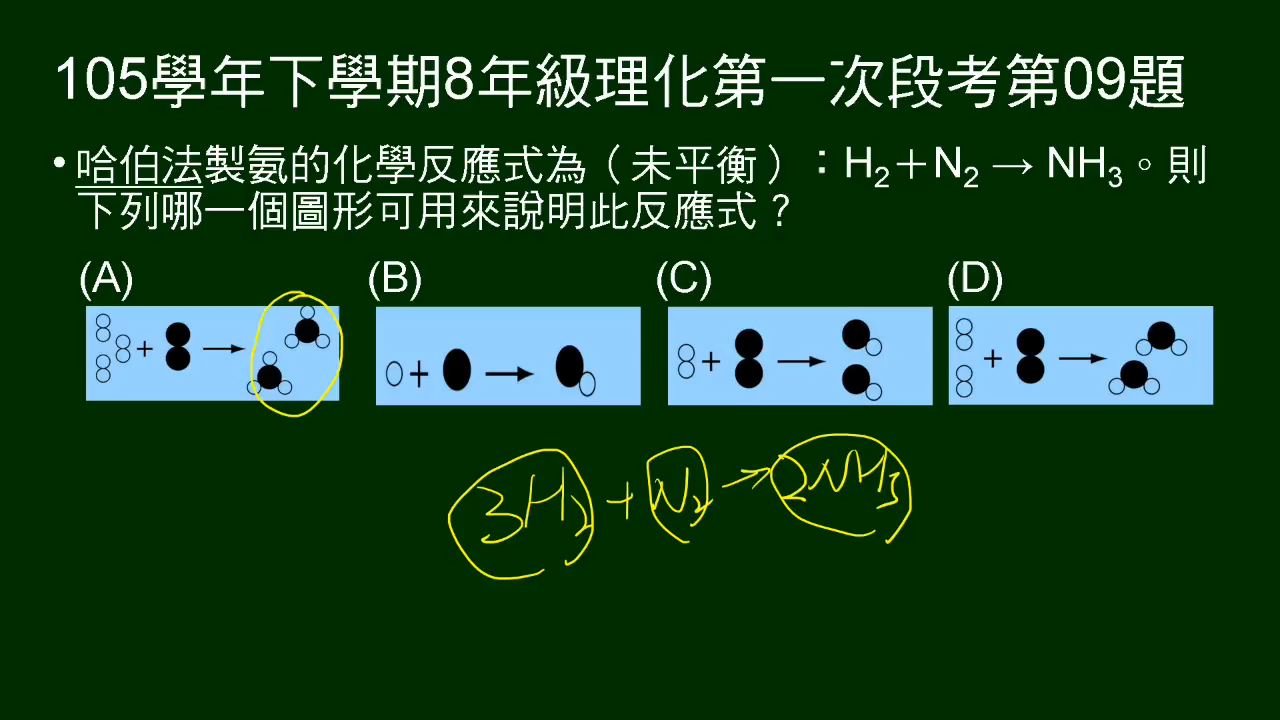 105學年下學期8年級理化第一次段考第09題
•哈伯法製氨的化學反應式為（未平衡）：H₂＋N₂ → NH₃。則
下列哪一個圖形可用來說明此反應式？
(A) (B) (C) (D)
+ → + → + → + →
3H₂ + N₂ → 2NH₃